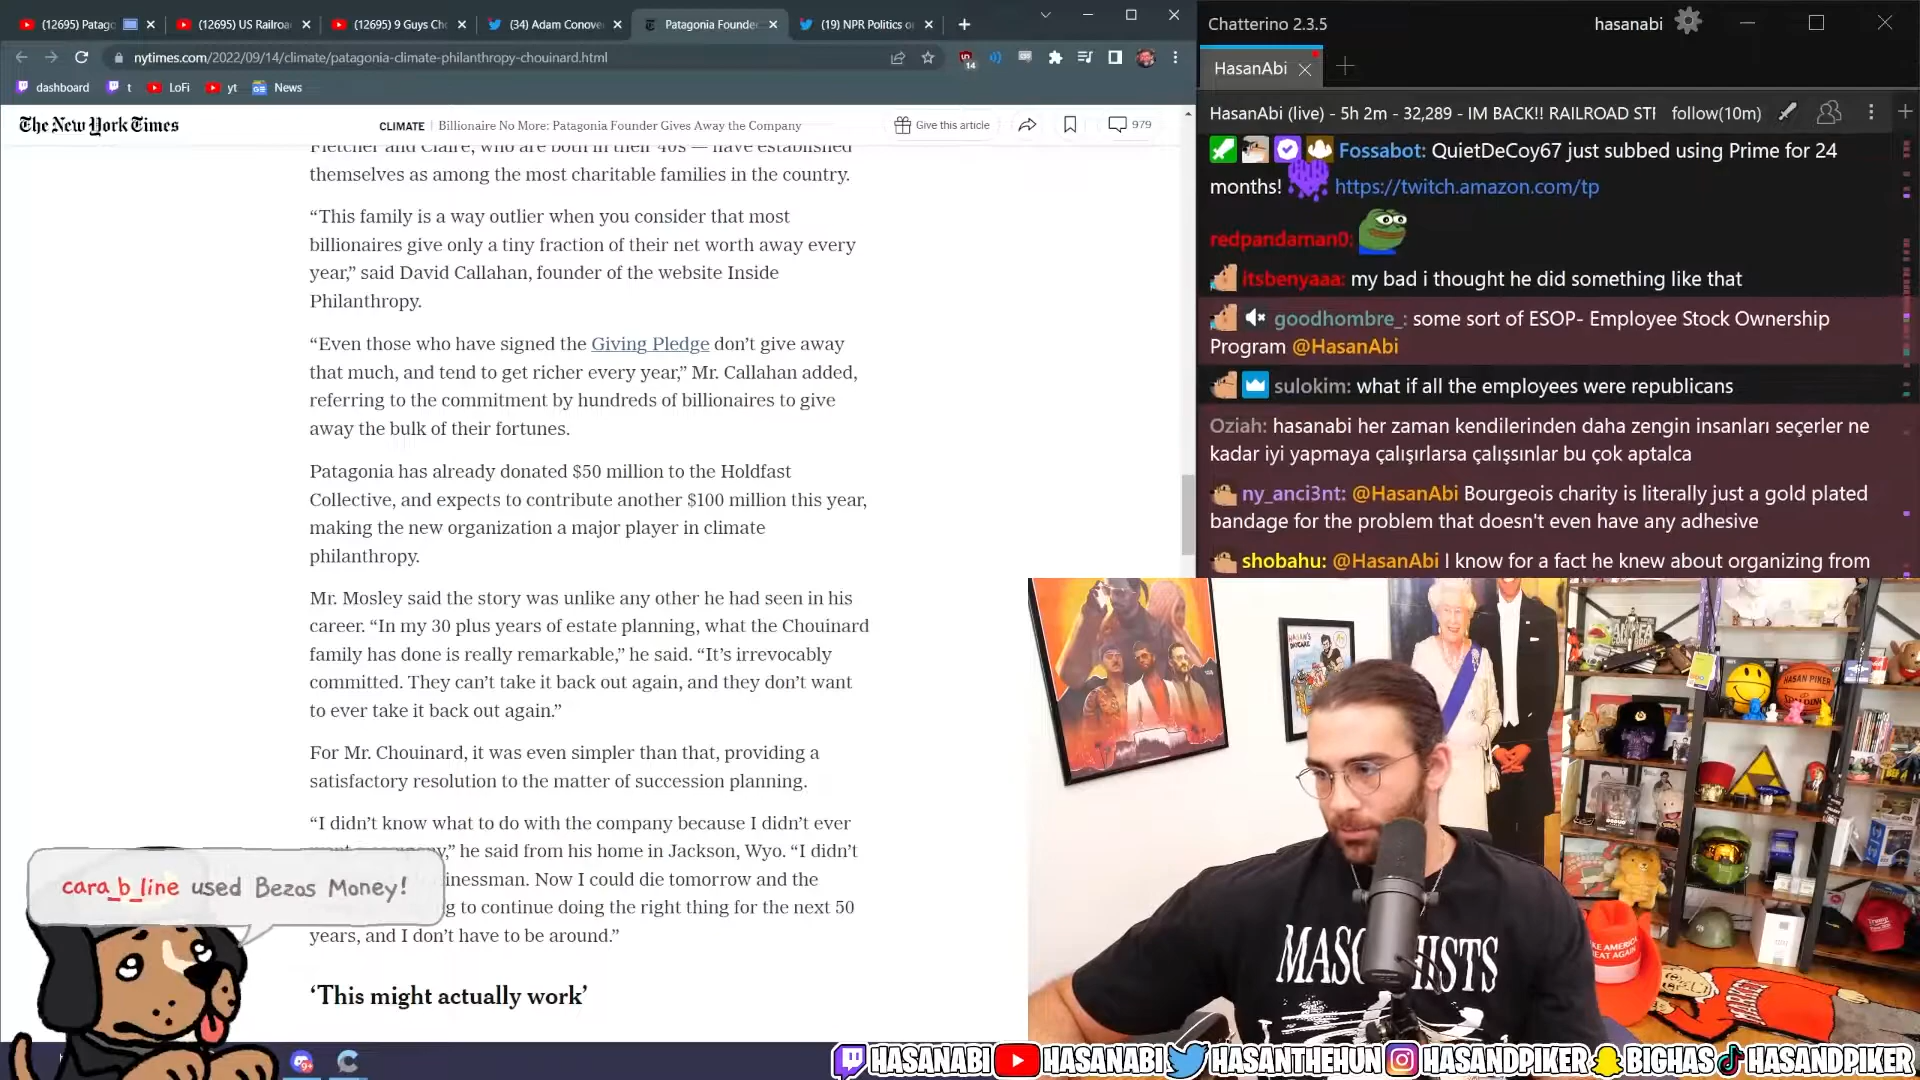 (12695) Patag
(12695) US Railroa
(12695) 9 Guys Ch
(34) Adam Conove
Patagonia Founde
(19) NPR Politics o
nytimes.com/2022/09/14/climate/patagonia-climate-philanthropy-chouinard.html
14
dashboard
t
LoFi
yt
News
The New York Times
CLIMATE
Billionaire No More: Patagonia Founder Gives Away the Company
Give this article
979
Fletcher and Claire, who are both in their 40s — have established
themselves as among the most charitable families in the country.
“This family is a way outlier when you consider that most
billionaires give only a tiny fraction of their net worth away every
year,” said David Callahan, founder of the website Inside
Philanthropy.
“Even those who have signed the Giving Pledge don’t give away
that much, and tend to get richer every year,” Mr. Callahan added,
referring to the commitment by hundreds of billionaires to give
away the bulk of their fortunes.
Patagonia has already donated $50 million to the Holdfast
Collective, and expects to contribute another $100 million this year,
making the new organization a major player in climate
philanthropy.
Mr. Mosley said the story was unlike any other he had seen in his
career. “In my 30 plus years of estate planning, what the Chouinard
family has done is really remarkable,” he said. “It’s irrevocably
committed. They can’t take it back out again, and they don’t want
to ever take it back out again.”
For Mr. Chouinard, it was even simpler than that, providing a
satisfactory resolution to the matter of succession planning.
“I didn’t know what to do with the company because I didn’t ever
,” he said from his home in Jackson, Wyo. “I didn’t
inessman. Now I could die tomorrow and the
g to continue doing the right thing for the next 50
years, and I don’t have to be around.”
‘This might actually work’
cara_b_line used Bezos Money!
Chatterino 2.3.5
hasanabi
HasanAbi
HasanAbi (live) - 5h 2m - 32,289 - IM BACK!! RAILROAD STI
follow(10m)
Fossabot: QuietDeCoy67 just subbed using Prime for 24
months! https://twitch.amazon.com/tp
redpandaman0:
itsbenyaaa: my bad i thought he did something like that
goodhombre_: some sort of ESOP- Employee Stock Ownership
Program @HasanAbi
sulokim: what if all the employees were republicans
Oziah: hasanabi her zaman kendilerinden daha zengin insanları seçerler ne
kadar iyi yapmaya çalışırlarsa çalışsınlar bu çok aptalca
ny_anci3nt: @HasanAbi Bourgeois charity is literally just a gold plated
bandage for the problem that doesn't even have any adhesive
shobahu: @HasanAbi I know for a fact he knew about organizing from
HASAN PIKER
HASANABI
HASANABI
HASANTHEHUN
HASANDPIKER
BIGHAS
HASANDPIKER